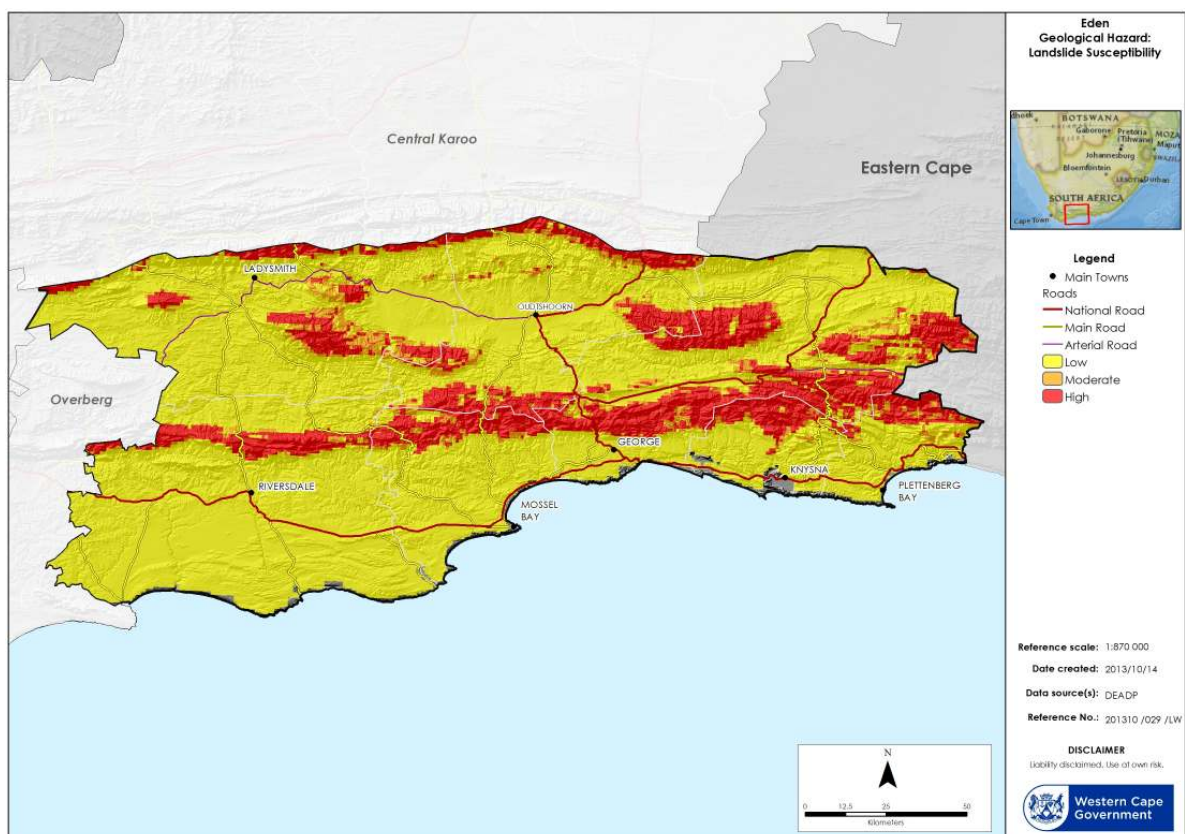 Eden
Geological Hazard:
Landslide Susceptibility
BOTSWANA
Gaborone
Pretoria
(Tshwane)
MOZA
Maput
Johannesburg
Bloemfontein
Durban
SOUTH AFRICA
Cape Town
Central Karoo
Eastern Cape
Overberg
LADYSMITH
OUDTSHOORN
GEORGE
KNYSNA
RIVERSDALE
MOSSEL
BAY
PLETTENBERG
BAY
Legend
Main Towns
Roads
National Road
Main Road
Arterial Road
Low
Moderate
High
Reference scale: 1:870 000
Date created: 2013/10/14
Data source(s): DEADP
Reference No.: 201310 /029 /LW
DISCLAIMER
Liability disclaimed. Use at own risk.
Western Cape
Government
N
0 12,5 25 50
Kilometers